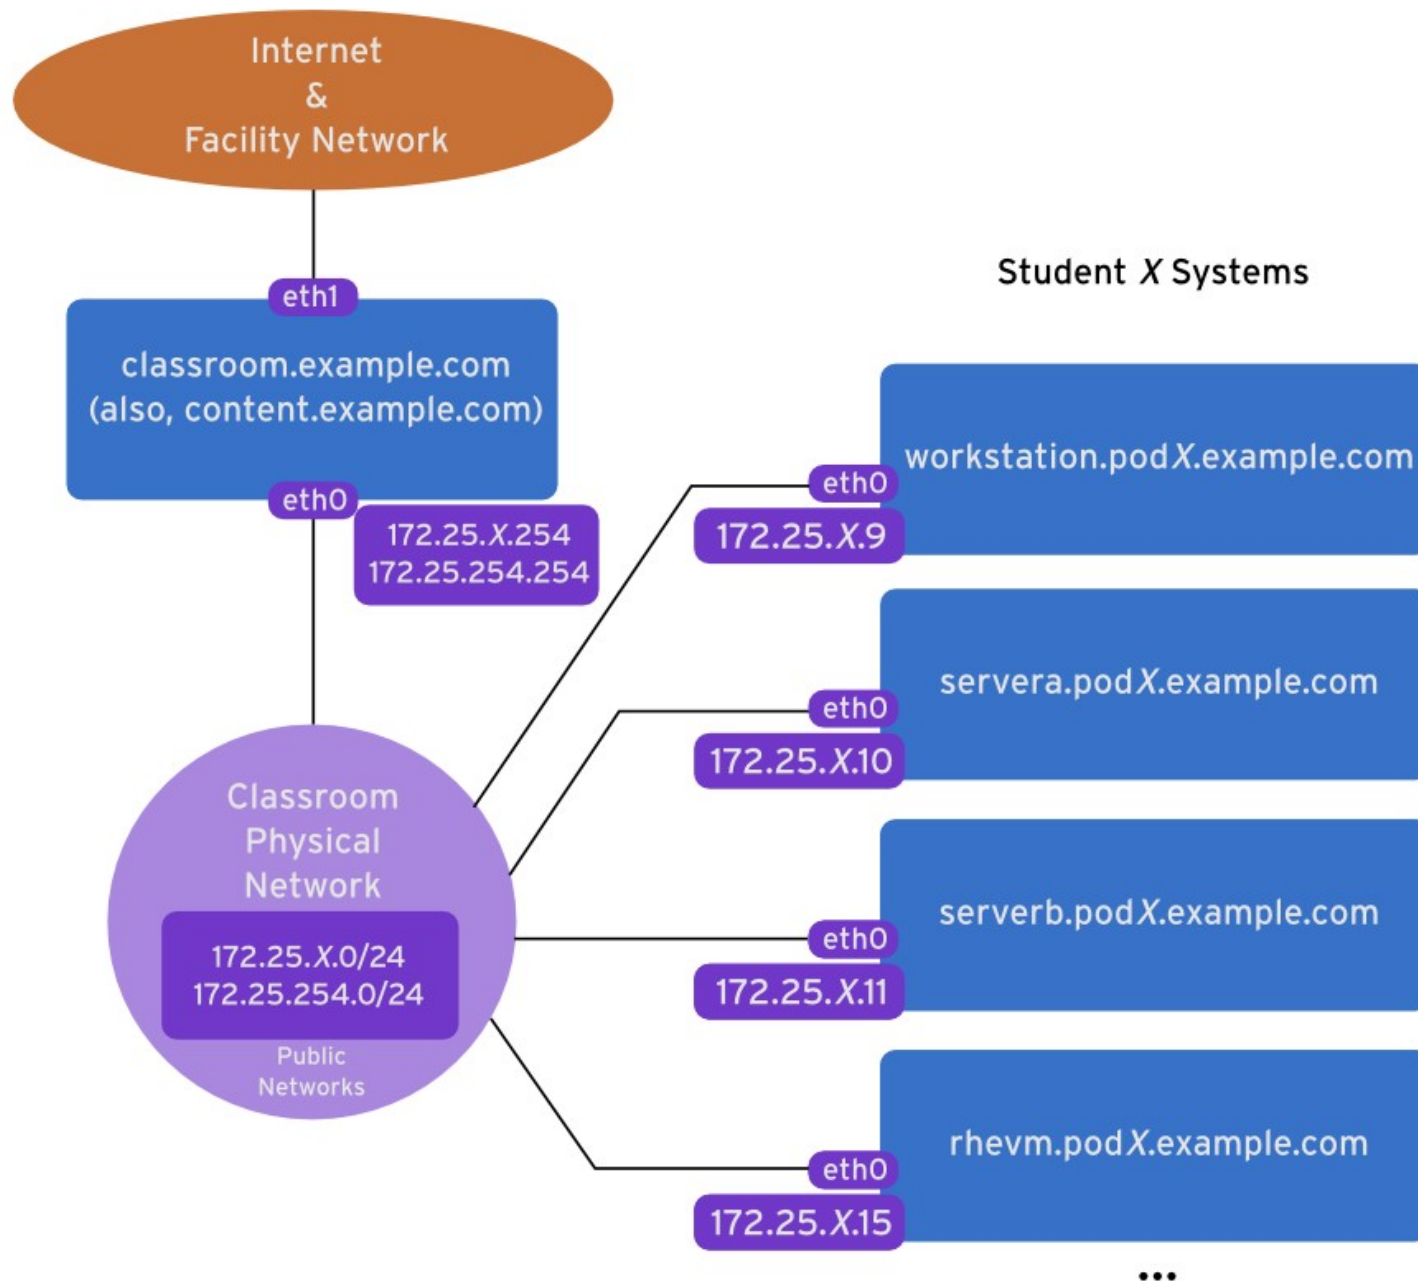 Internet
&
Facility Network
eth1
classroom.example.com
(also, content.example.com)
eth0
172.25.X.254
172.25.254.254
Classroom
Physical
Network
172.25.X.0/24
172.25.254.0/24
Public
Networks
Student X Systems
workstation.podX.example.com
eth0
172.25.X.9
servera.podX.example.com
eth0
172.25.X.10
serverb.podX.example.com
eth0
172.25.X.11
rhevm.podX.example.com
eth0
172.25.X.15
...